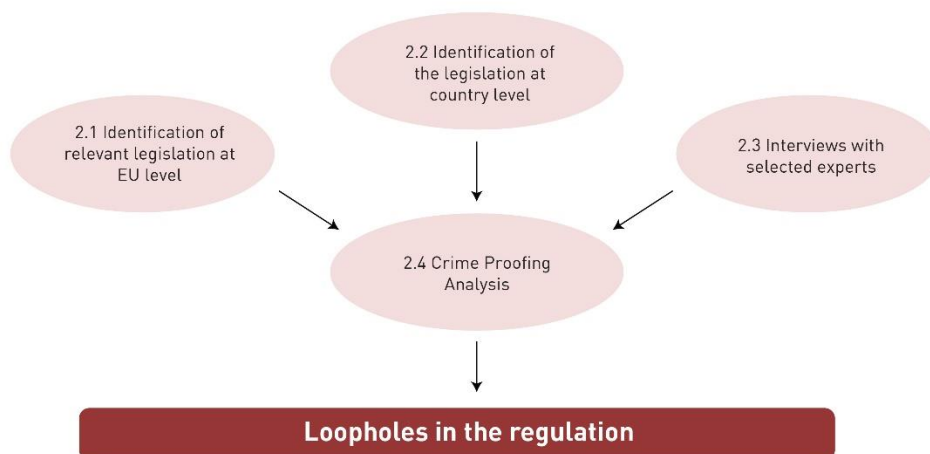 2.2 Identification of
the legislation at
country level
2.1 Identification of
relevant legislation at
EU level
2.3 Interviews with
selected experts
2.4 Crime Proofing
Analysis
Loopholes in the regulation